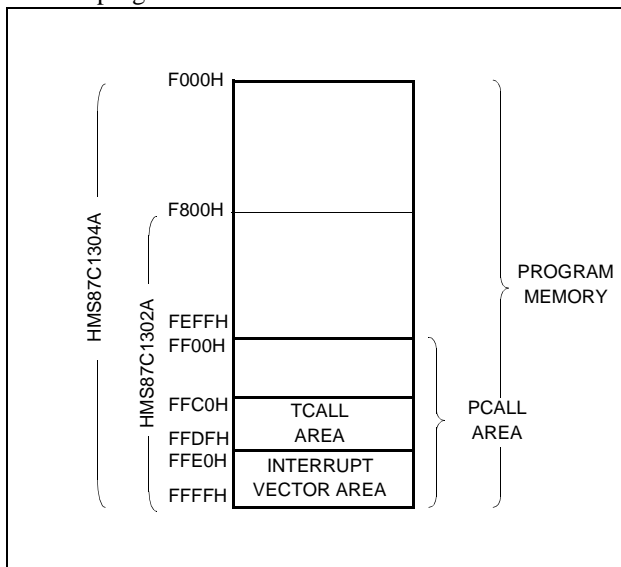 F000H
HMS87C1304A
F800H
HMS87C1302A
PROGRAM
MEMORY
FEFFH
FF00H
FFC0H
TCALL
AREA
PCALL
AREA
FFDFH
FFE0H
INTERRUPT
VECTOR AREA
FFFFH